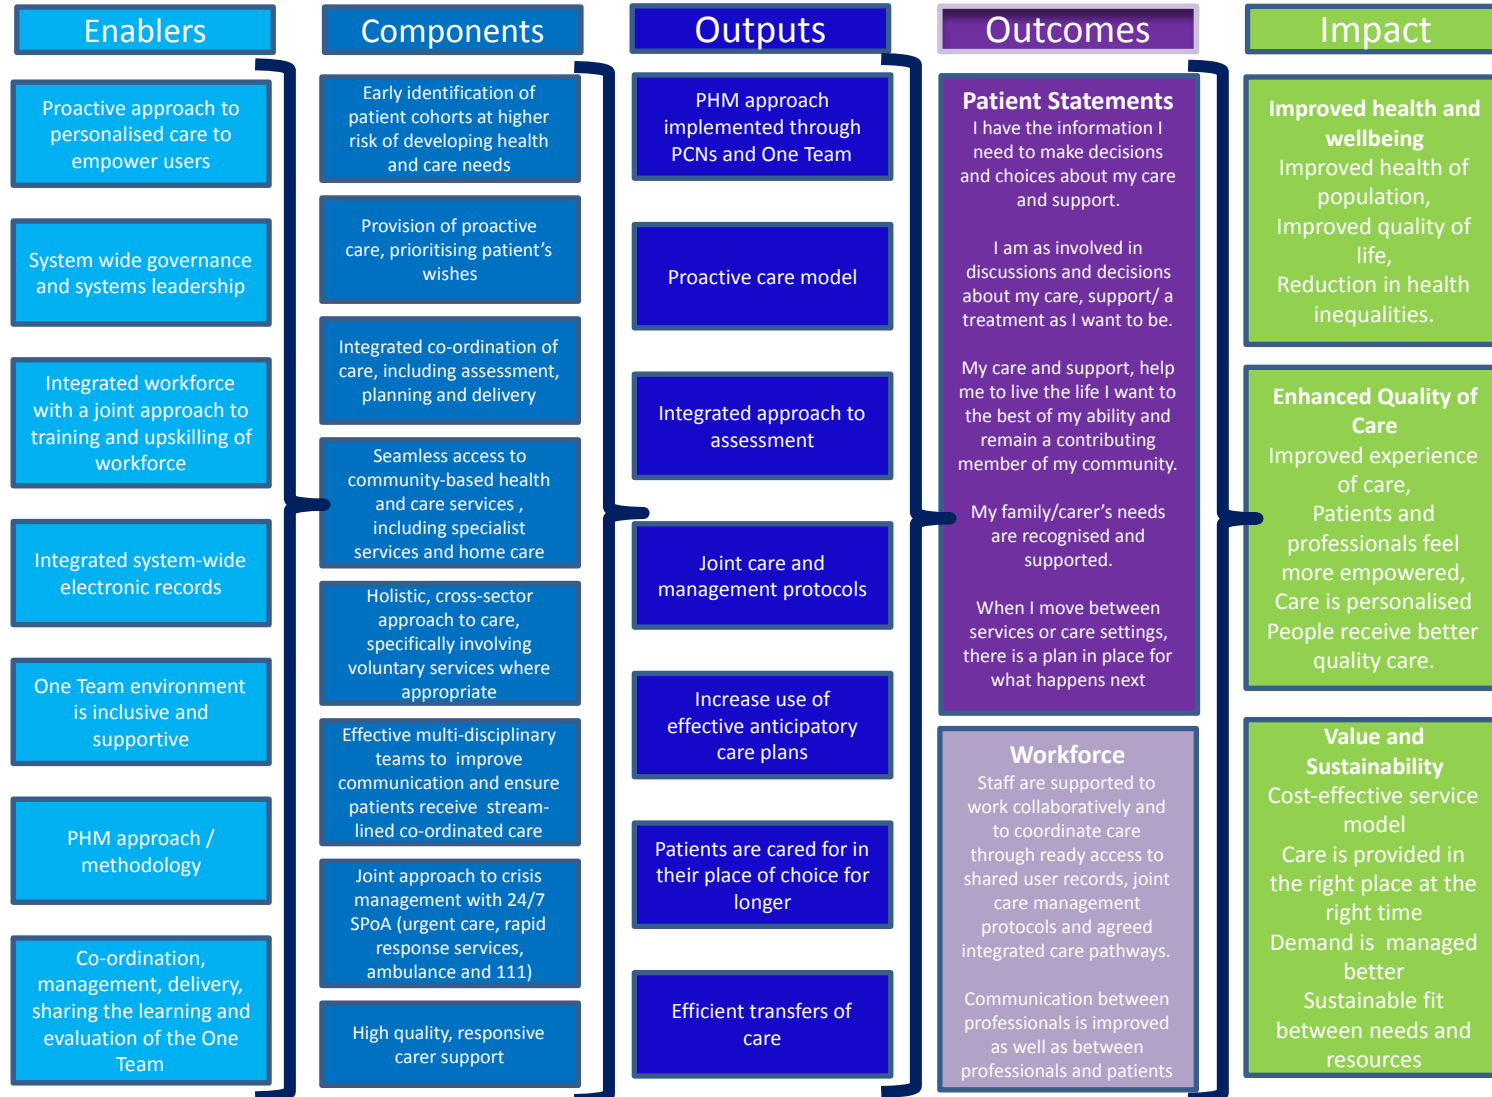 Enablers
Proactive approach to
personalised care to
empower users
System wide governance
and systems leadership
Integrated workforce
with a joint approach to
training and upskilling of
workforce
Integrated system-wide
electronic records
One Team environment
is inclusive and
supportive
PHM approach /
methodology
Co-ordination,
management, delivery,
sharing the learning and
evaluation of the One
Team
Components
Early identification of
patient cohorts at higher
risk of developing health
and care needs
Provision of proactive
care, prioritising patient's
wishes
Integrated co-ordination of
care, including assessment,
planning and delivery
Seamless access to
community-based health
and care services ,
including specialist
services and home care
Holistic, cross-sector
approach to care,
specifically involving
voluntary services where
appropriate
Effective multi-disciplinary
teams to improve
communication and ensure
patients receive stream-
lined co-ordinated care
Joint approach to crisis
management with 24/7
SPoA (urgent care, rapid
response services,
ambulance and 111)
High quality, responsive
carer support
Outputs
PHM approach
implemented through
PCNs and One Team
Proactive care model
Integrated approach to
assessment
Joint care and
management protocols
Increase use of
effective anticipatory
care plans
Patients are cared for in
their place of choice for
longer
Efficient transfers of
care
Outcomes
Patient Statements
I have the information I
need to make decisions
and choices about my care
and support.
I am as involved in
discussions and decisions
about my care, support/ a
treatment as I want to be.
My care and support, help
me to live the life I want to
the best of my ability and
remain a contributing
member of my community.
My family/carer's needs
are recognised and
supported.
When I move between
services or care settings,
there is a plan in place for
what happens next
Workforce
Staff are supported to
work collaboratively and
to coordinate care
through ready access to
shared user records, joint
care management
protocols and agreed
integrated care pathways.
Communication between
professionals is improved
as well as between
professionals and patients
Impact
Improved health and
wellbeing
Improved health of
population,
Improved quality of
life,
Reduction in health
inequalities.
Enhanced Quality of
Care
Improved experience
of care,
Patients and
professionals feel
more empowered,
Care is personalised
People receive better
quality care.
Value and
Sustainability
Cost-effective service
model
Care is provided in
the right place at the
right time
Demand is managed
better
Sustainable fit
between needs and
resources